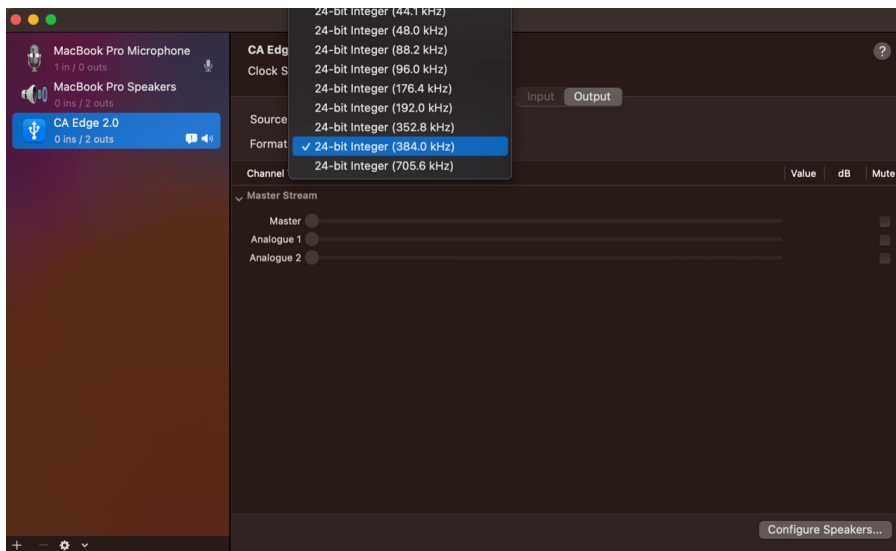 MacBook Pro Microphone
1 in / 0 outs
MacBook Pro Speakers
0 ins / 2 outs
CA Edge 2.0
0 ins / 2 outs
24-bit Integer (44.1 kHz)
24-bit Integer (48.0 kHz)
24-bit Integer (88.2 kHz)
24-bit Integer (96.0 kHz)
24-bit Integer (176.4 kHz)
24-bit Integer (192.0 kHz)
24-bit Integer (352.8 kHz)
✓ 24-bit Integer (384.0 kHz)
24-bit Integer (705.6 kHz)
CA Edg
?
Clock S
Input Output
Source
Format
Channel Value dB Mute
Master Stream
Master
Analogue 1
Analogue 2
Configure Speakers...